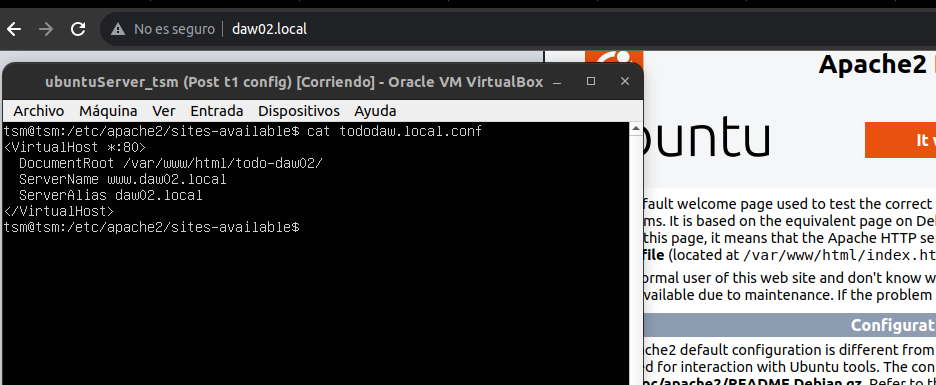 No es seguro | daw02.local
Apache2
ubuntuServer_tsm (Post t1 config) [Corriendo] - Oracle VM VirtualBox
Archivo Máquina Ver Entrada Dispositivos Ayuda
tsm@tsm:/etc/apache2/sites-available$ cat tododaw.local.conf
<VirtualHost *:80>
DocumentRoot /var/www/html/todo-daw02/
ServerName www.daw02.local
ServerAlias daw02.local
</VirtualHost>
tsm@tsm:/etc/apache2/sites-available$
buntu
It
fault welcome page used to test the correct
ms. It is based on the equivalent page on De
this page, it means that the Apache HTTP se
file (located at /var/www/html/index.ht
ormal user of this web site and don't know w
vailable due to maintenance. If the problem
Configurat
che2 default configuration is different from
d for interaction with Ubuntu tools. The con
oc/apache2/README.Debian.gz. Refer to th